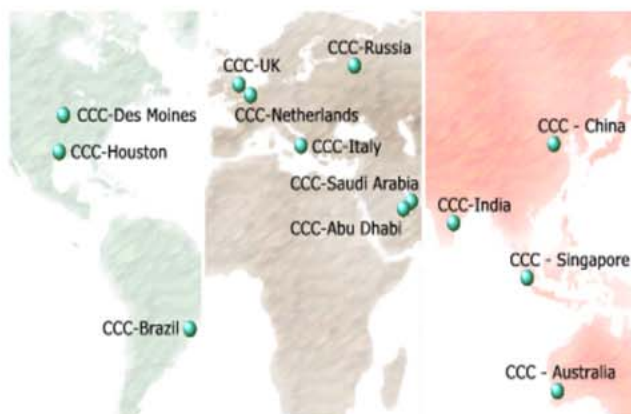 CCC-Russia
CCC-UK
CCC-Des Moines
CCC-Netherlands
CCC-Houston
CCC-Italy
CCC - China
CCC-Saudi Arabia
CCC-India
CCC-Abu Dhabi
CCC - Singapore
CCC-Brazil
CCC - Australia